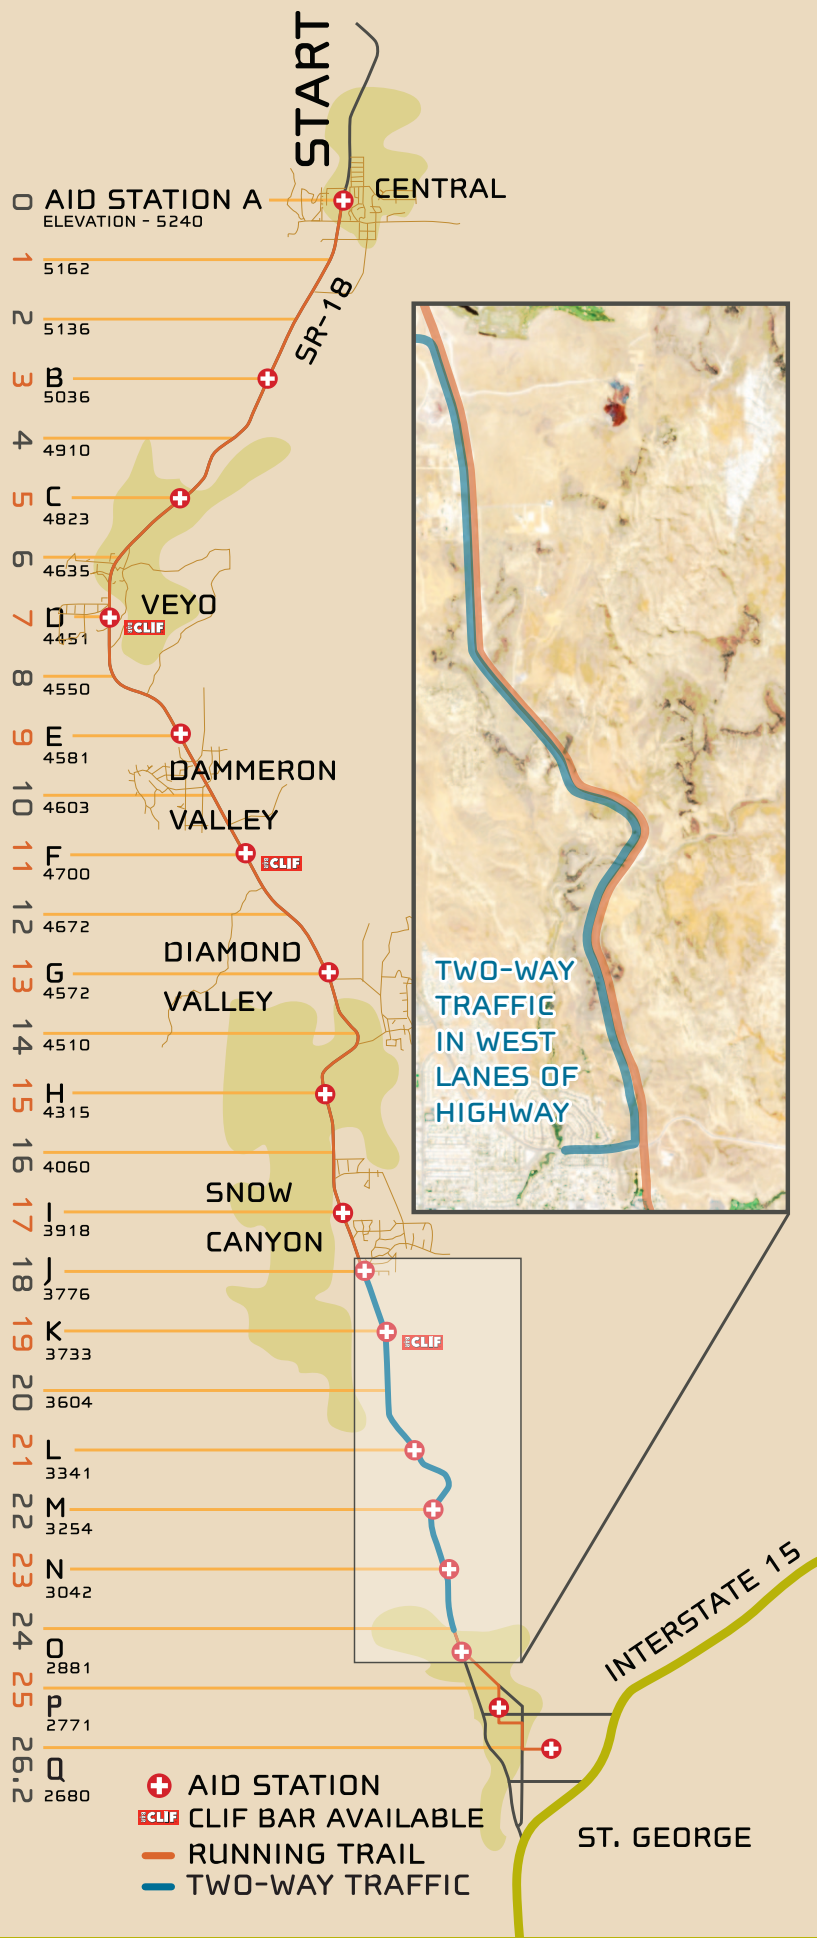 START
0
AID STATION A
CENTRAL
ELEVATION - 5240
1
5162
SR-18
2
5136
3
B
5036
4
4910
5
C
4823
6
4635
VEYO
7
D
CLIF
4451
8
4550
9
E
4581
DAMMERON
VALLEY
10
4603
11
F
CLIF
4700
12
4672
DIAMOND
VALLEY
13
G
4572
14
4510
15
H
4315
16
4060
SNOW
CANYON
17
I
3918
18
J
3776
19
K
CLIF
3733
20
3604
21
L
3341
22
M
3254
23
N
3042
24
O
2881
25
P
2771
26.2
Q
2680
TWO-WAY
TRAFFIC
IN WEST
LANES OF
HIGHWAY
INTERSTATE 15
ST. GEORGE
AID STATION
CLIF CLIF BAR AVAILABLE
RUNNING TRAIL
TWO-WAY TRAFFIC